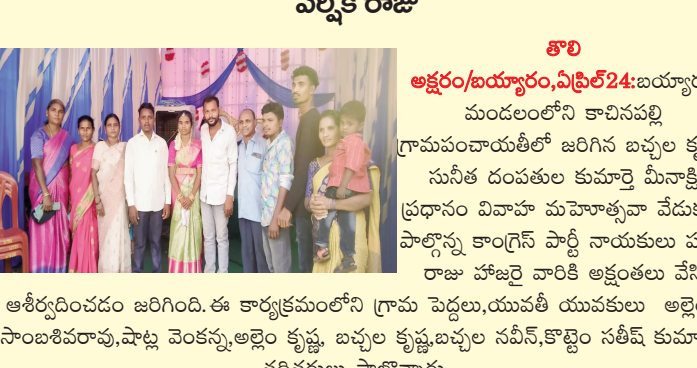 రాజు
తొలి
అక్షరం/బయ్యారం,ఏప్రిల్24:
మండలంలోని కాచినపల్లి
గ్రామపంచాయతీలో జరిగిన బచ్చల
సునీత దంపతుల కుమార్తె
ప్రధానం వివాహ మహెూత్సవా
పాల్గొన్న కాంగ్రెస్ పార్టీ నాయకులు
రాజు హాజరై వారికి అక్షంతలు
ఆశీర్వదించడం జరిగింది.ఈ కార్యక్రమంలోని గ్రామ పెద్దలు,యువతీ యువకులు
సాంబశివరావు,షాట్ల వెంకన్న,అల్లెం కృష్ణ, బచ్చల కృష్ణ,బచ్చల నవీన్,కొట్టెం సతీష్